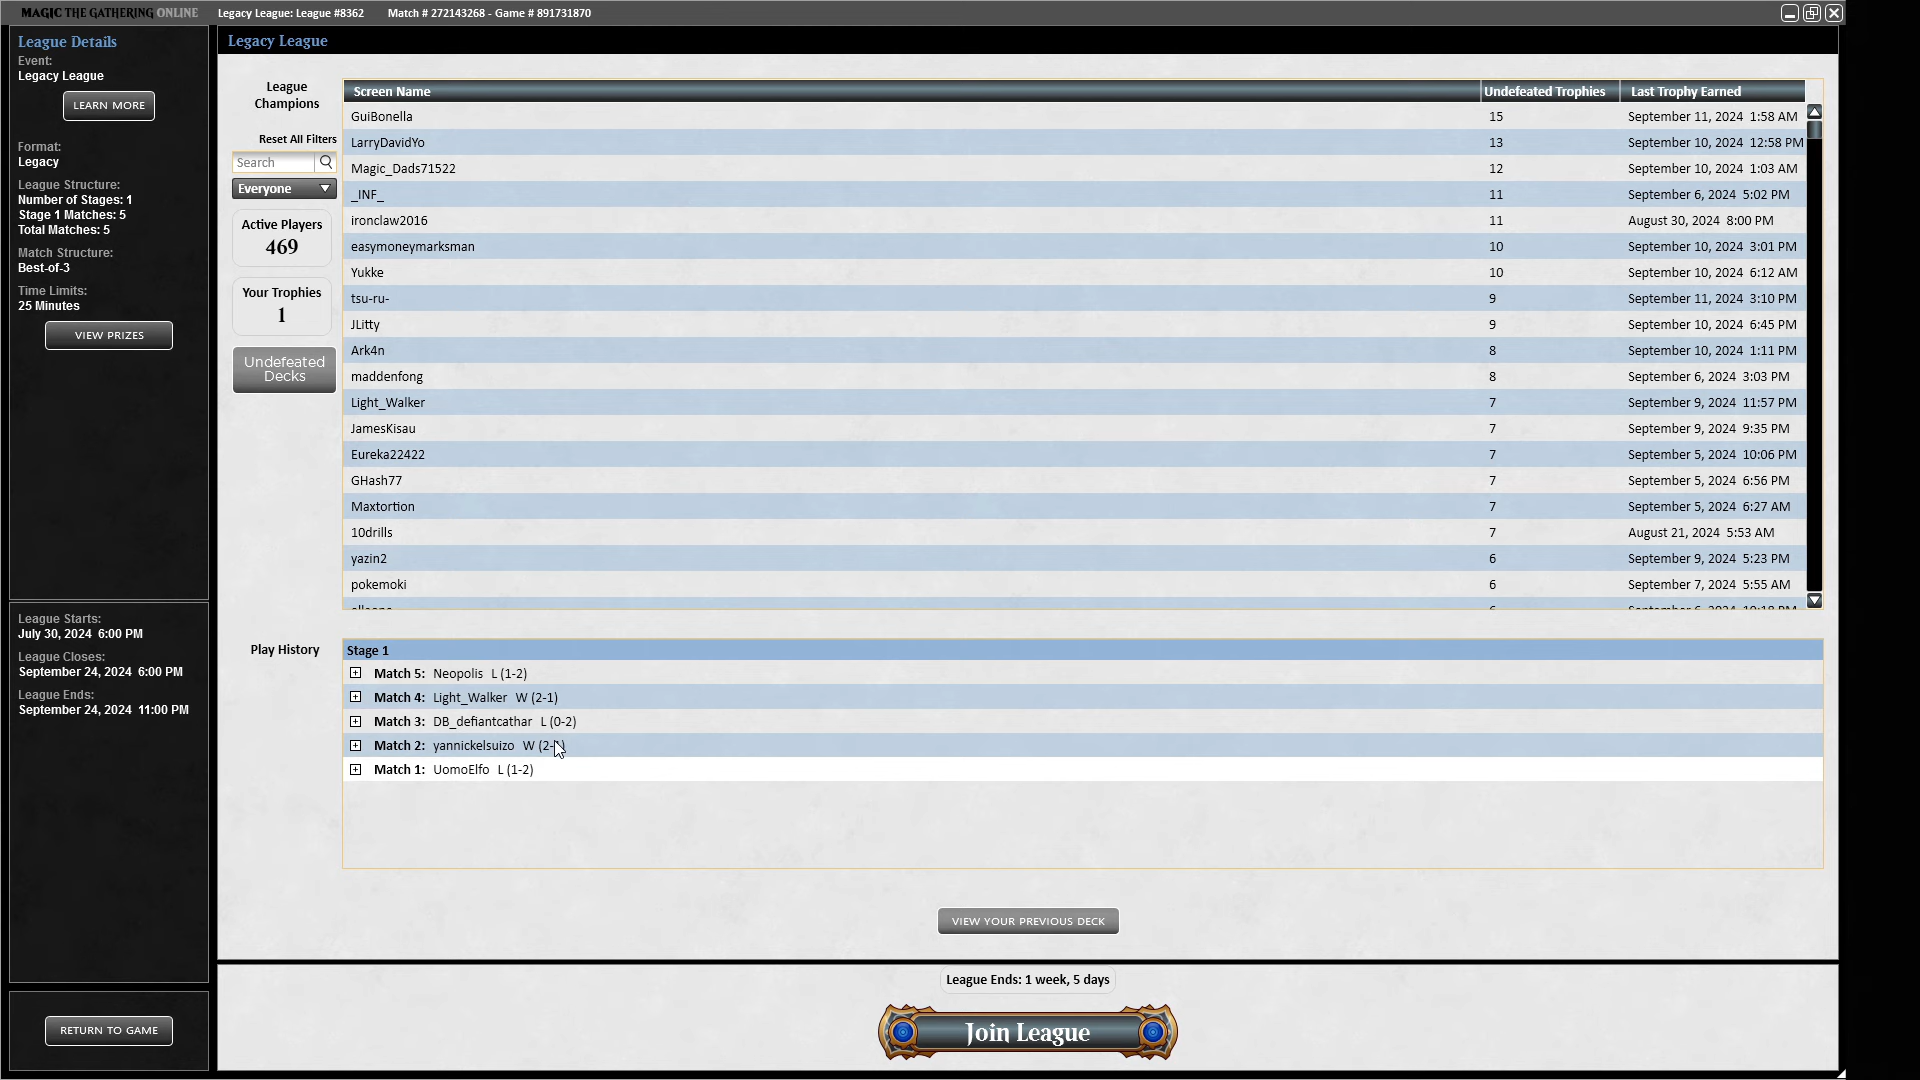 MAGIC THE GATHERING ONLINE
Legacy League: League #8362
Match # 272143268 - Game # 891731870
League Details
Event:
Legacy League
LEARN MORE
Format:
Legacy
League Structure:
Number of Stages: 1
Stage 1 Matches: 5
Total Matches: 5
Match Structure:
Best-of-3
Time Limits:
25 Minutes
VIEW PRIZES
League Starts:
July 30, 2024 6:00 PM
League Closes:
September 24, 2024 6:00 PM
League Ends:
September 24, 2024 11:00 PM
RETURN TO GAME
Legacy League
League
Champions
Reset All Filters
Search
Everyone
Active Players
469
Your Trophies
1
Undefeated
Decks
Screen Name Undefeated Trophies Last Trophy Earned
GuiBonella 15 September 11, 2024 1:58 AM
LarryDavidYo 13 September 10, 2024 12:58 PM
Magic_Dads71522 12 September 10, 2024 1:03 AM
_INF_ 11 September 6, 2024 5:02 PM
ironclaw2016 11 August 30, 2024 8:00 PM
easymoneymarksman 10 September 10, 2024 3:01 PM
Yukke 10 September 10, 2024 6:12 AM
tsu-ru- 9 September 11, 2024 3:10 PM
JLitty 9 September 10, 2024 6:45 PM
Ark4n 8 September 10, 2024 1:11 PM
maddenfong 8 September 6, 2024 3:03 PM
Light_Walker 7 September 9, 2024 11:57 PM
JamesKisau 7 September 9, 2024 9:35 PM
Eureka22422 7 September 5, 2024 10:06 PM
GHash77 7 September 5, 2024 6:56 PM
Maxtortion 7 September 5, 2024 6:27 AM
10drills 7 August 21, 2024 5:53 AM
yazin2 6 September 9, 2024 5:23 PM
pokemoki 6 September 7, 2024 5:55 AM
Play History
Stage 1
Match 5: Neopolis L (1-2)
Match 4: Light_Walker W (2-1)
Match 3: DB_defiantcathar L (0-2)
Match 2: yannickelsuizo W (2-
Match 1: UomoElfo L (1-2)
VIEW YOUR PREVIOUS DECK
League Ends: 1 week, 5 days
Join League